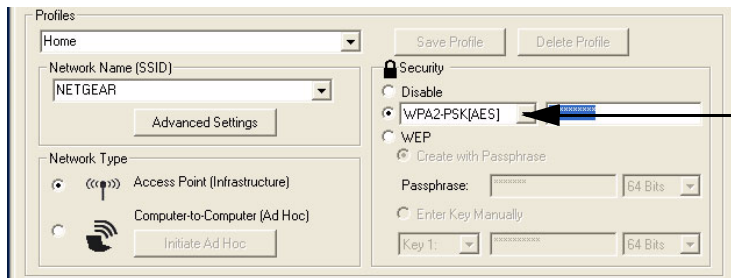 Profiles
Home
Save Profile Delete Profile
Network Name (SSID)
NETGEAR
Advanced Settings
Security
Disable
WPA2-PSK[AES]
WEP
Create with Passphrase
Passphrase: ******* 64 Bits
Enter Key Manually
Key 1: ********* 64 Bits
Network Type
Access Point (Infrastructure)
Computer-to-Computer (Ad Hoc)
Initiate Ad Hoc